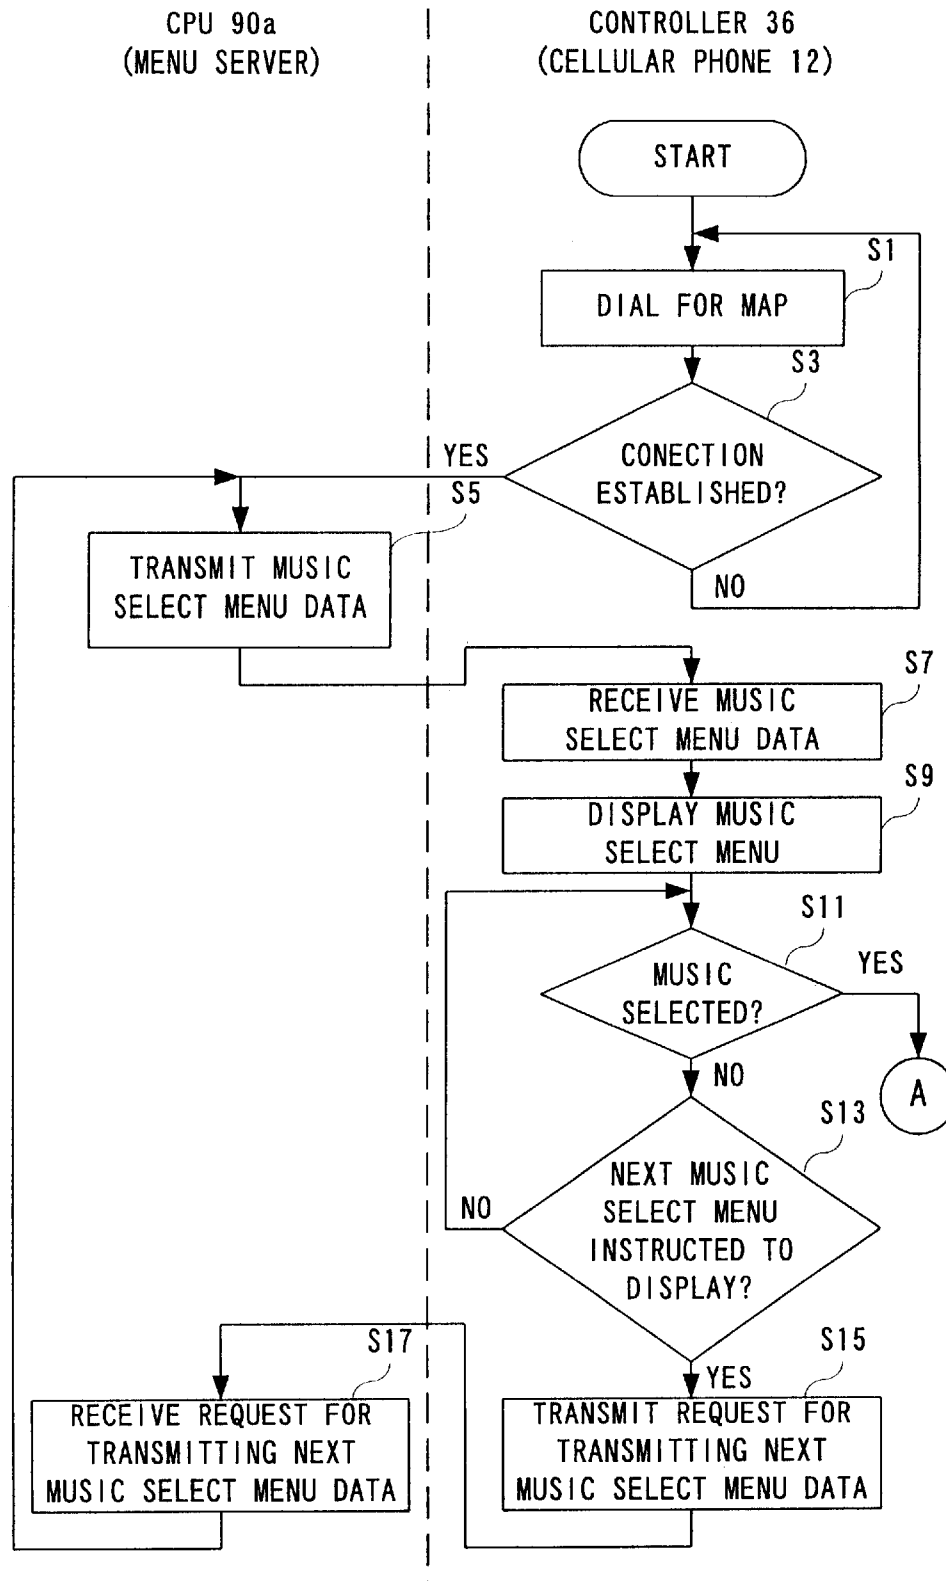 CPU 90a
(MENU SERVER)
CONTROLLER 36
(CELLULAR PHONE 12)
START
S1
DIAL FOR MAP
S3
CONECTION
ESTABLISHED?
YES
NO
S5
TRANSMIT MUSIC
SELECT MENU DATA
S7
RECEIVE MUSIC
SELECT MENU DATA
S9
DISPLAY MUSIC
SELECT MENU
S11
MUSIC
SELECTED?
YES
A
NO
S13
NEXT MUSIC
SELECT MENU
INSTRUCTED TO
DISPLAY?
NO
YES
S15
TRANSMIT REQUEST FOR
TRANSMITTING NEXT
MUSIC SELECT MENU DATA
S17
RECEIVE REQUEST FOR
TRANSMITTING NEXT
MUSIC SELECT MENU DATA